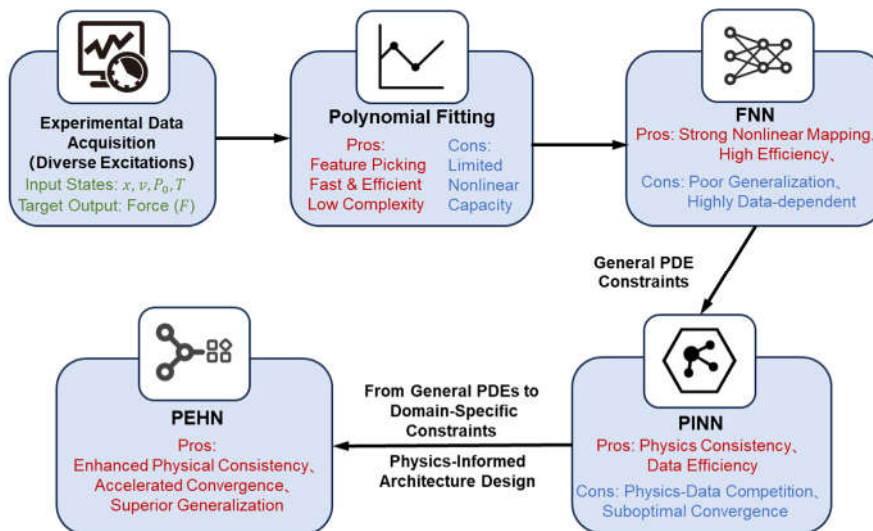 Experimental Data
Acquisition
(Diverse Excitations)
Input States: x, v, P₀, T
Target Output: Force (F)
Polynomial Fitting
Pros:
Feature Picking
Fast & Efficient
Low Complexity
Cons:
Limited
Nonlinear
Capacity
FNN
Pros: Strong Nonlinear Mapping、
High Efficiency、
Cons: Poor Generalization、
Highly Data-dependent
General PDE
Constraints
PINN
Pros: Physics Consistency、
Data Efficiency
Cons: Physics-Data Competition、
Suboptimal Convergence
From General PDEs to
Domain-Specific
Constraints
Physics-Informed
Architecture Design
PEHN
Pros:
Enhanced Physical Consistency、
Accelerated Convergence、
Superior Generalization